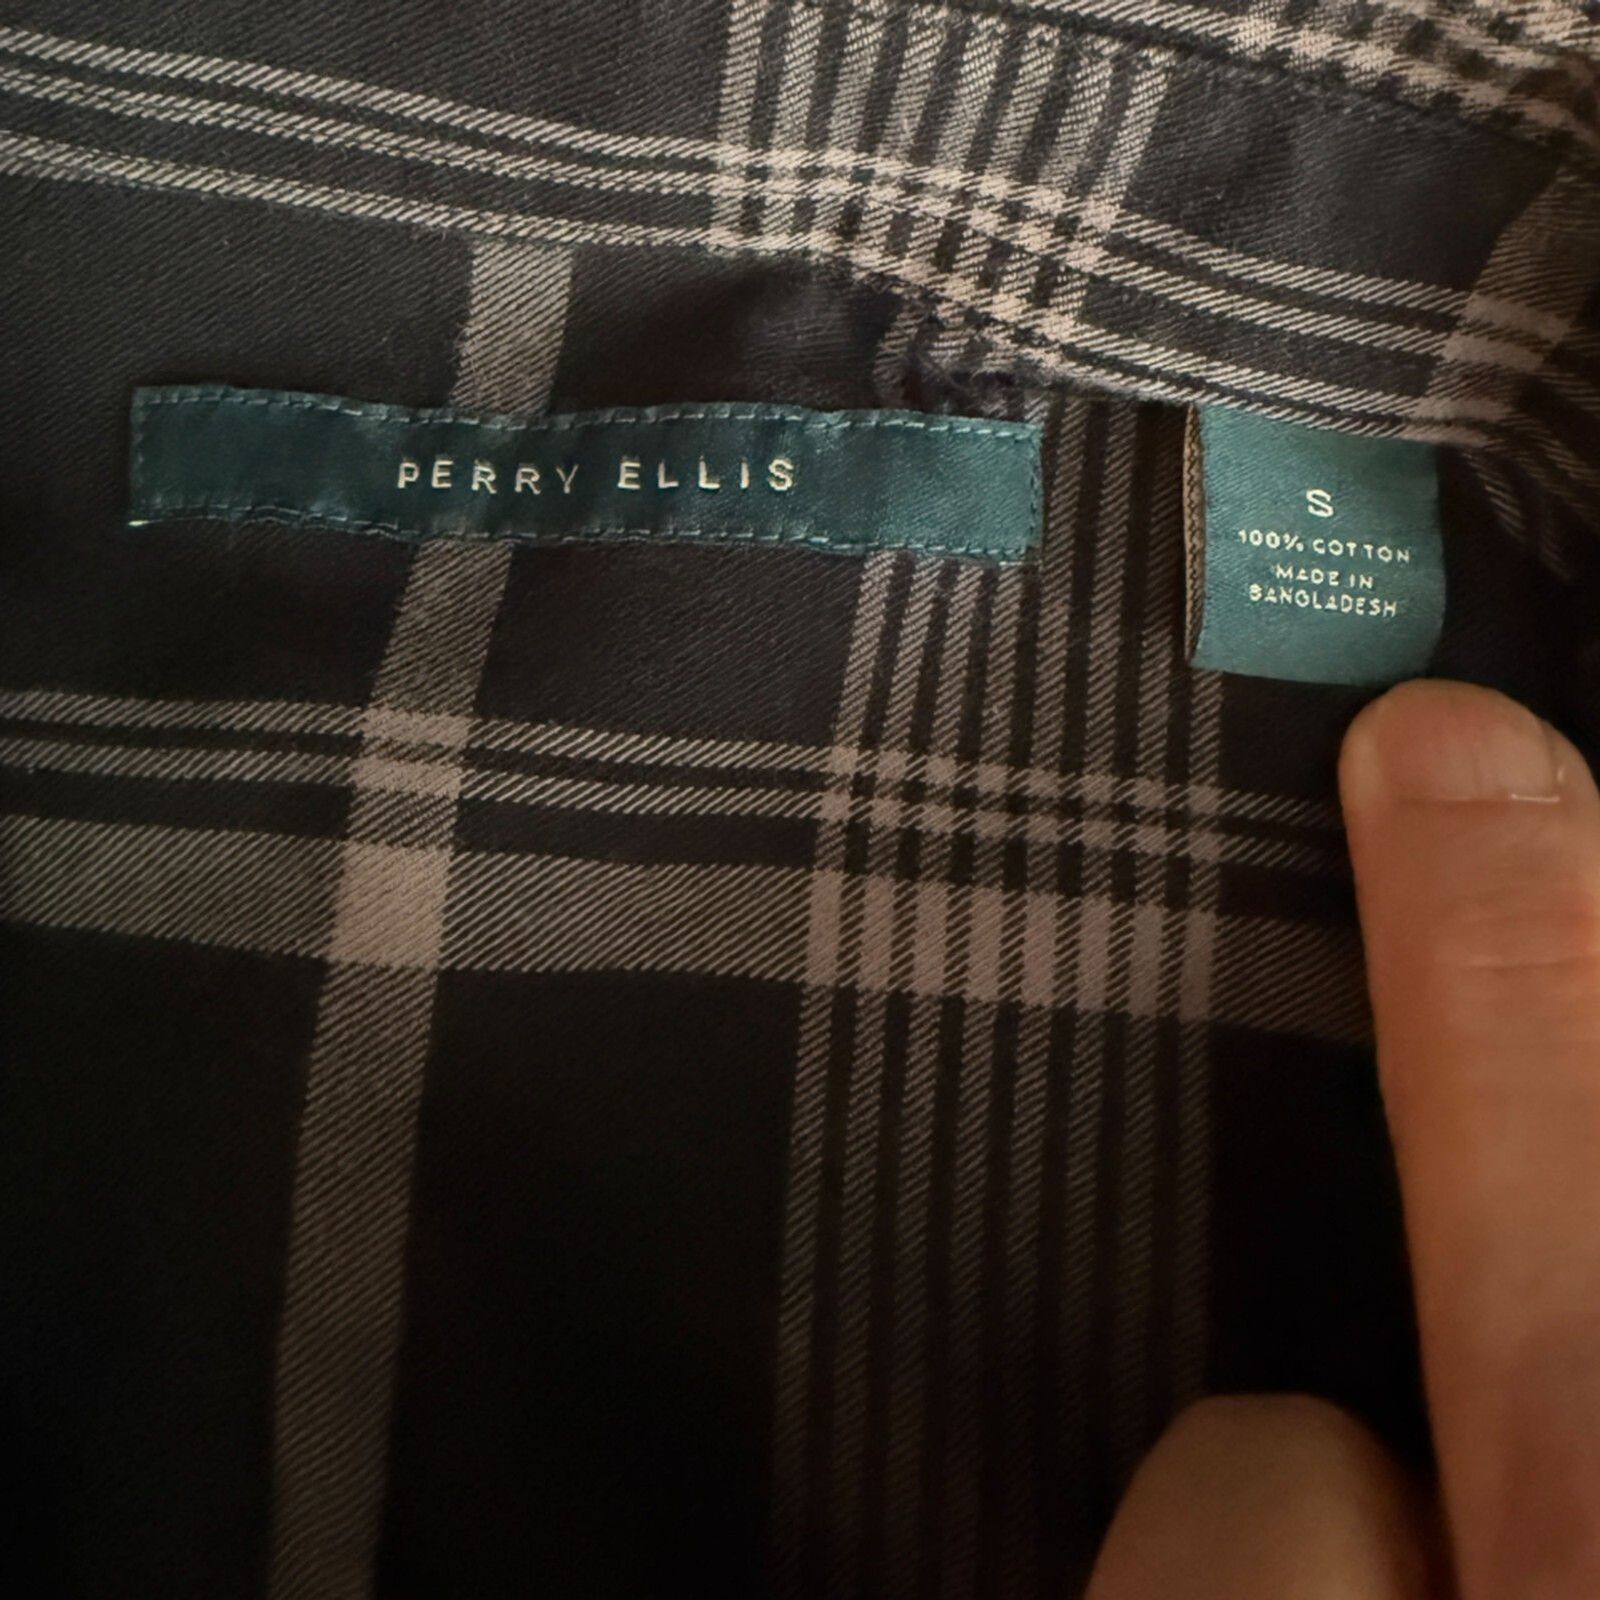 PERRY ELLIS
S
100% COTTON
MADE IN
BANGLADESH